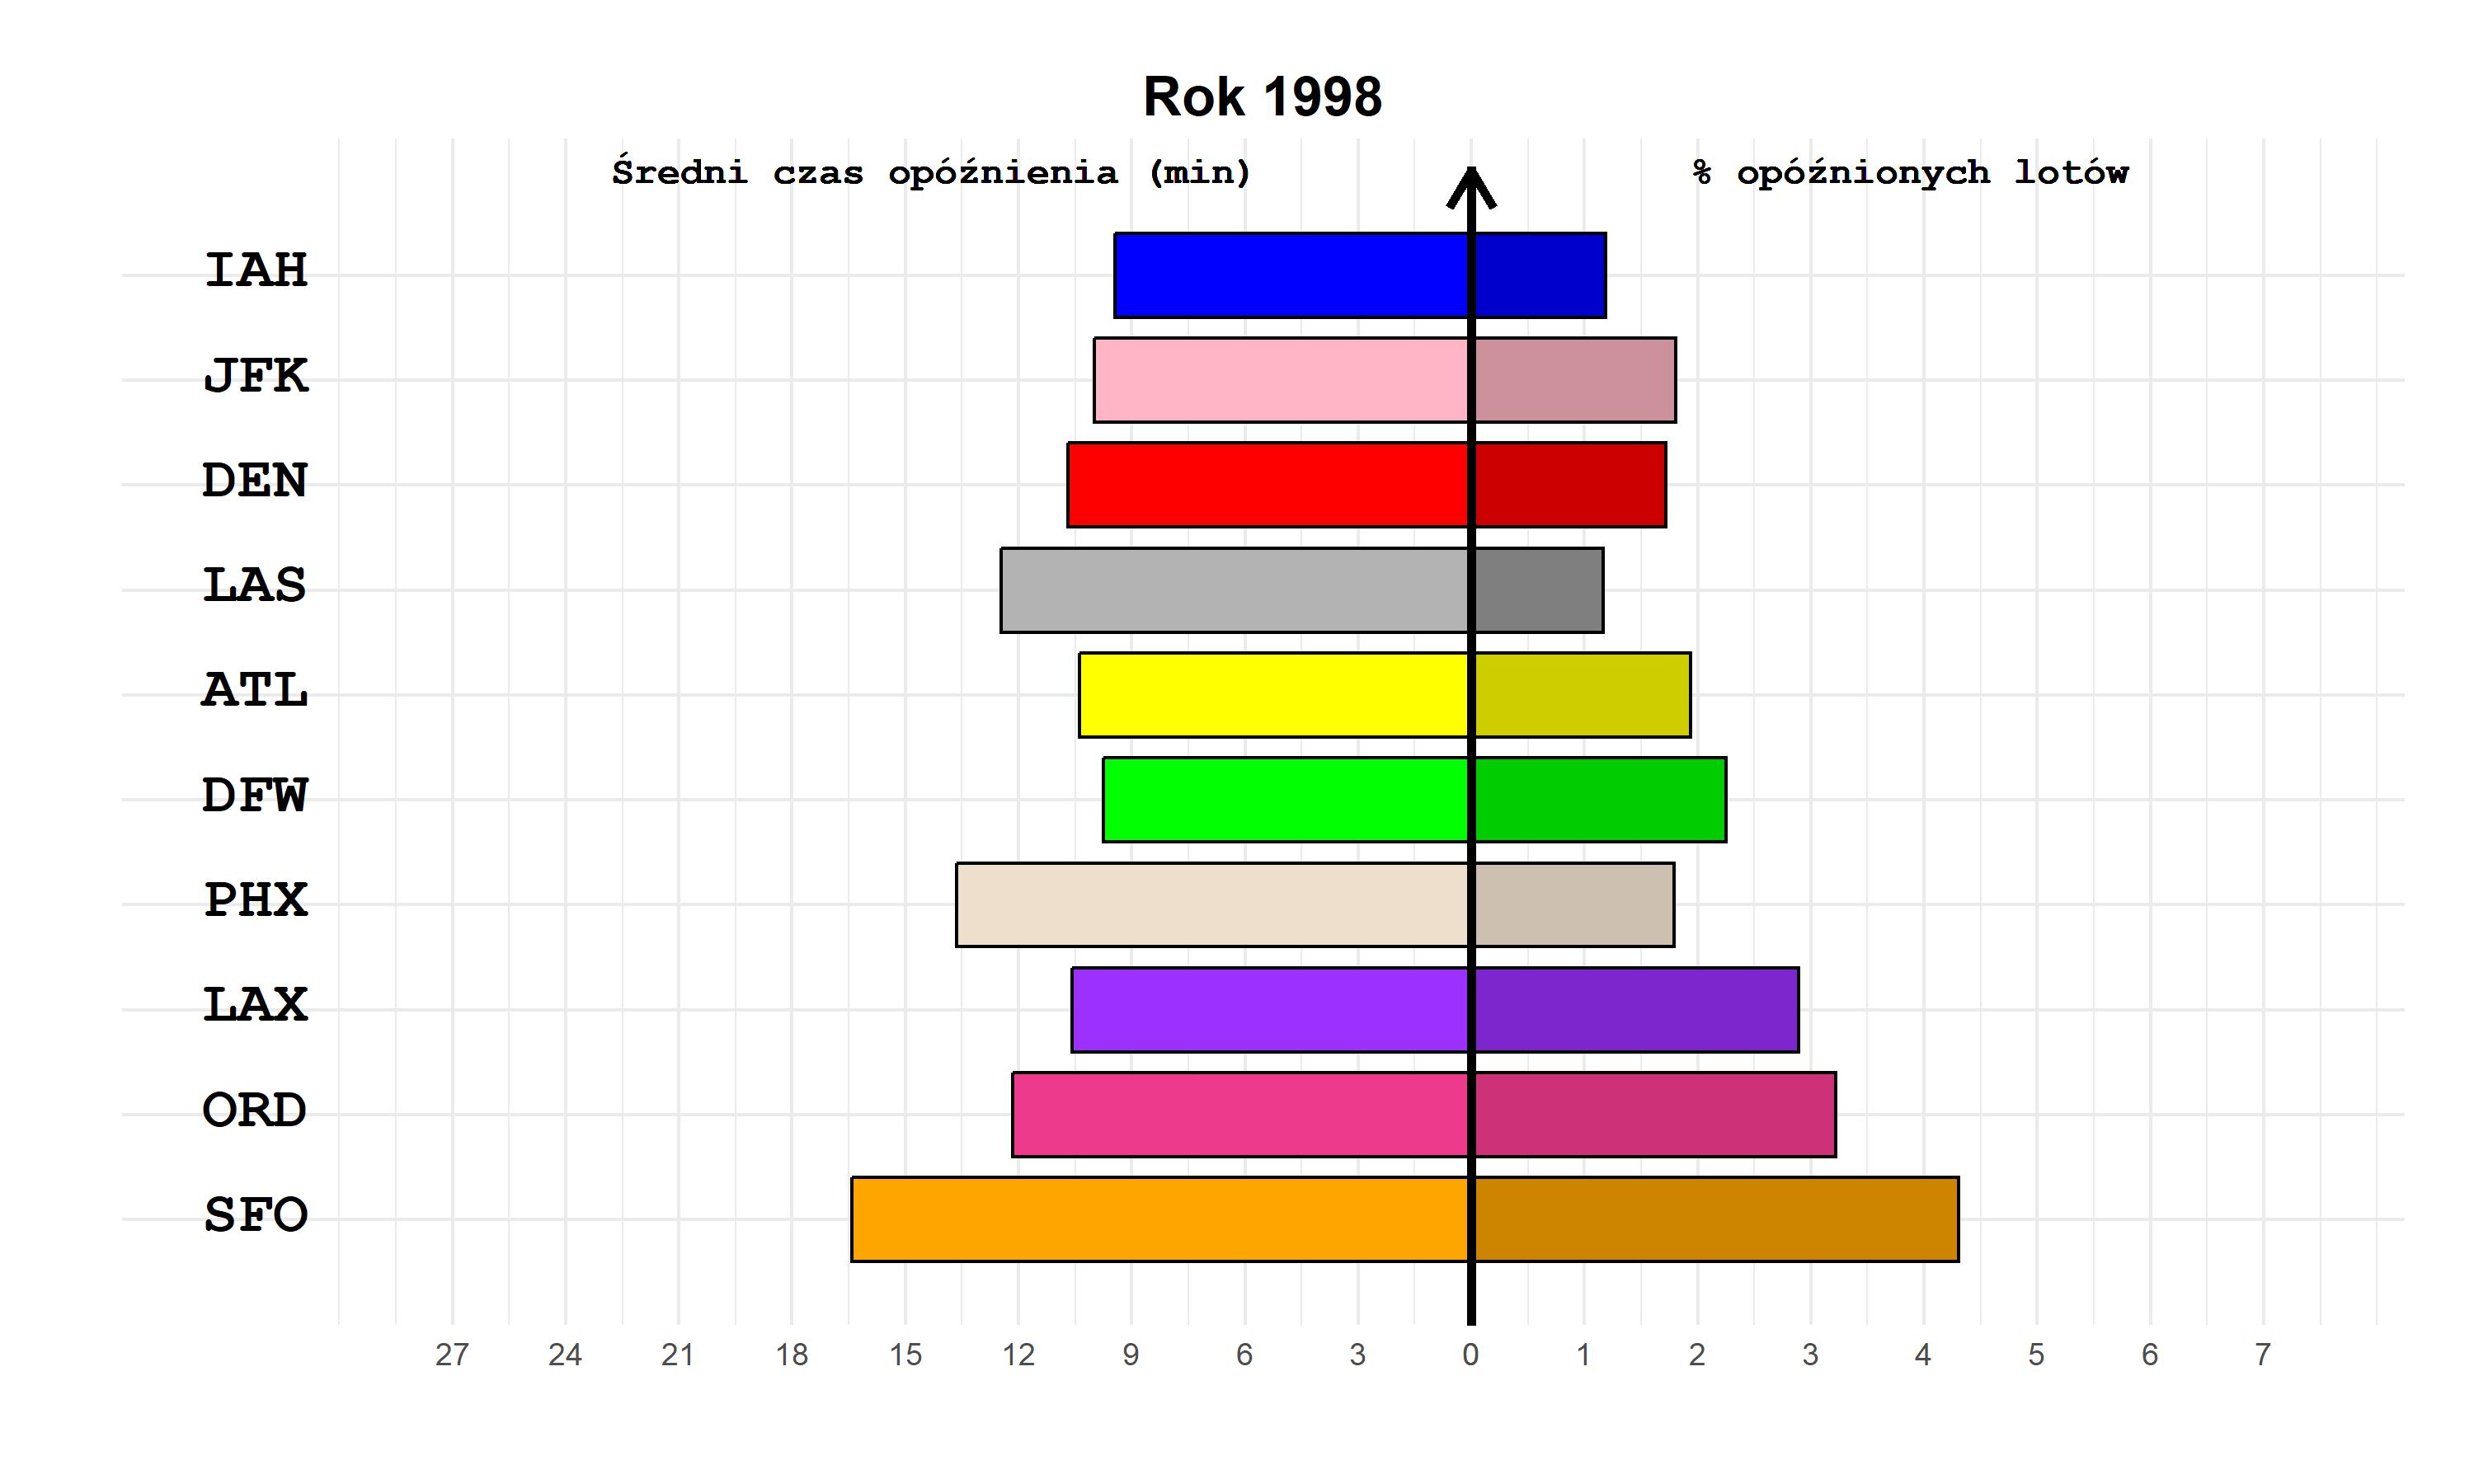 Rok 1998
Średni czas opóźnienia (min) % opóźnionych lotów
IAH
JFK
DEN
LAS
ATL
DFW
PHX
LAX
ORD
SFO
27 24 21 18 15 12 9 6 3 0 1 2 3 4 5 6 7